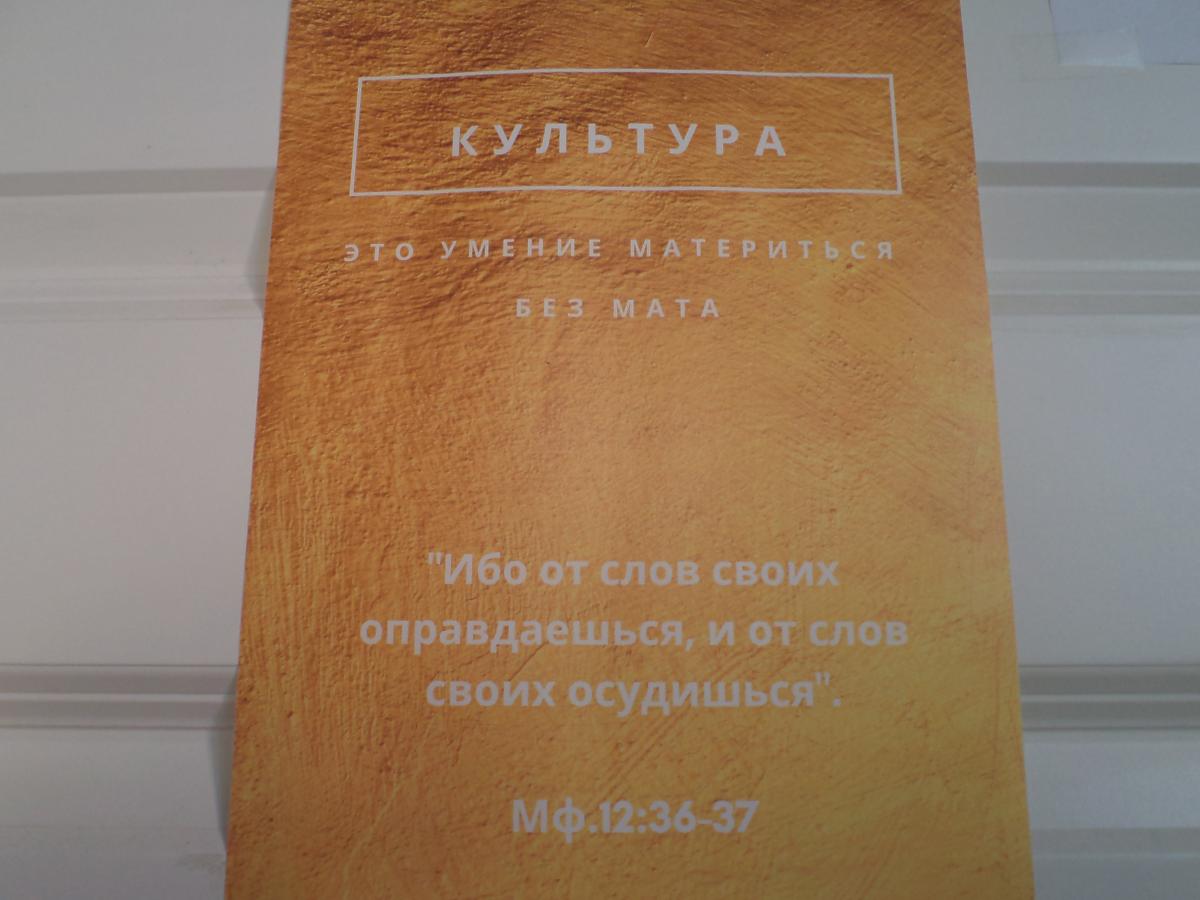 КУЛЬТУРА
ЭТО УМЕНИЕ МАТЕРИТЬСЯ
БЕЗ МАТА
"Ибо от слов своих
оправдаешься, и от слов
своих осудишься".
Мф.12:36-37